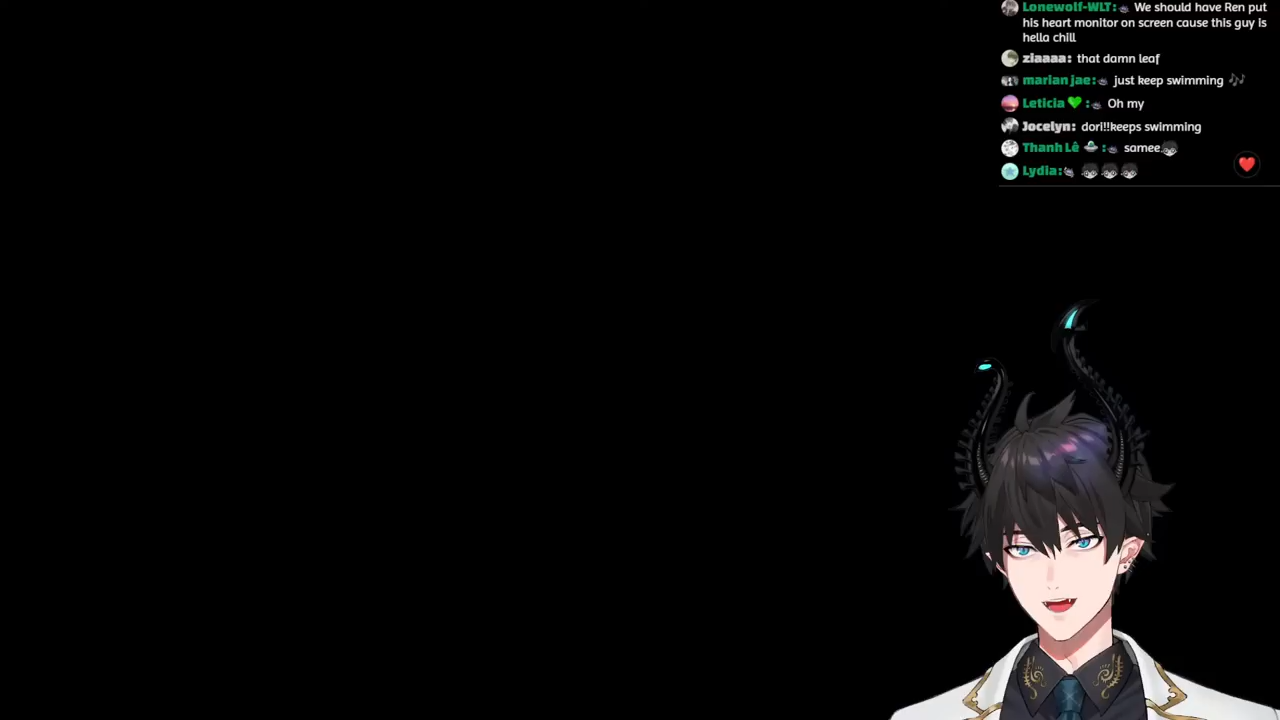 Lonewolf-WLT: We should have Ren put
his heart monitor on screen cause this guy is
hella chill
ziaaaa: that damn leaf
marian jae: just keep swimming 🎶
Leticia 💚 : Oh my
Jocelyn: dori!!keeps swimming
Thanh Lê 🛸 : samee
Lydia: